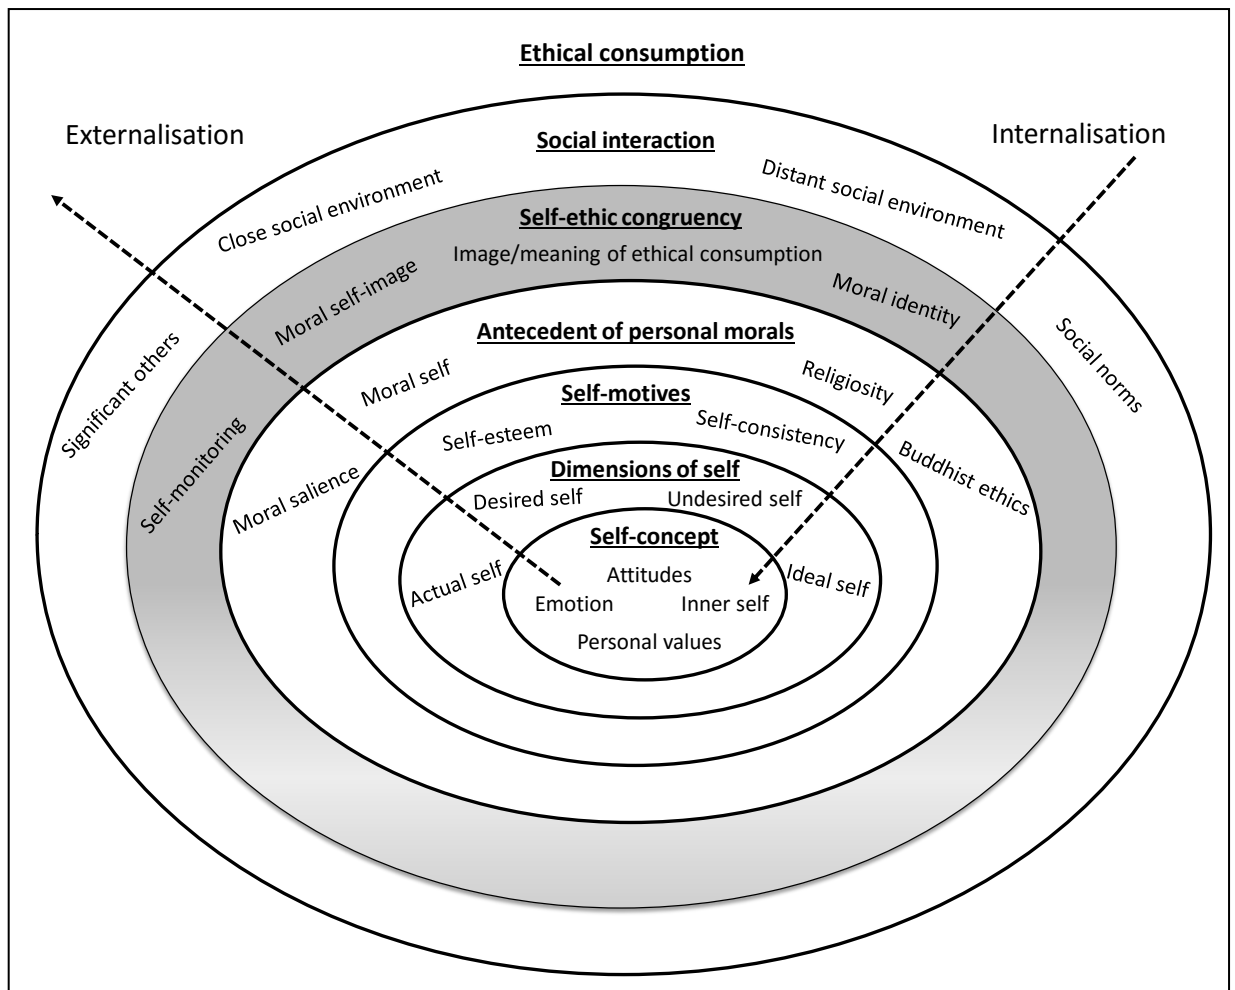 Ethical consumption
Externalisation
Internalisation
Social interaction
Close social environment
Distant social environment
Self-ethic congruency
Image/meaning of ethical consumption
Moral self-image
Moral identity
Significant others
Social norms
Antecedent of personal morals
Moral self
Religiosity
Self-monitoring
Self-motives
Self-esteem
Self-consistency
Moral salience
Buddhist ethics
Dimensions of self
Desired self
Undesired self
Self-concept
Actual self
Attitudes
Ideal self
Emotion
Inner self
Personal values